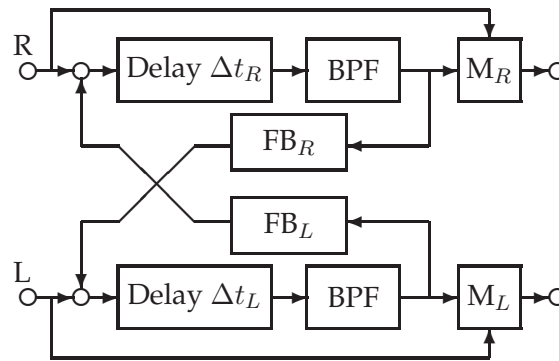 R
Delay Δt_R
BPF
M_R
FB_R
FB_L
L
Delay Δt_L
BPF
M_L